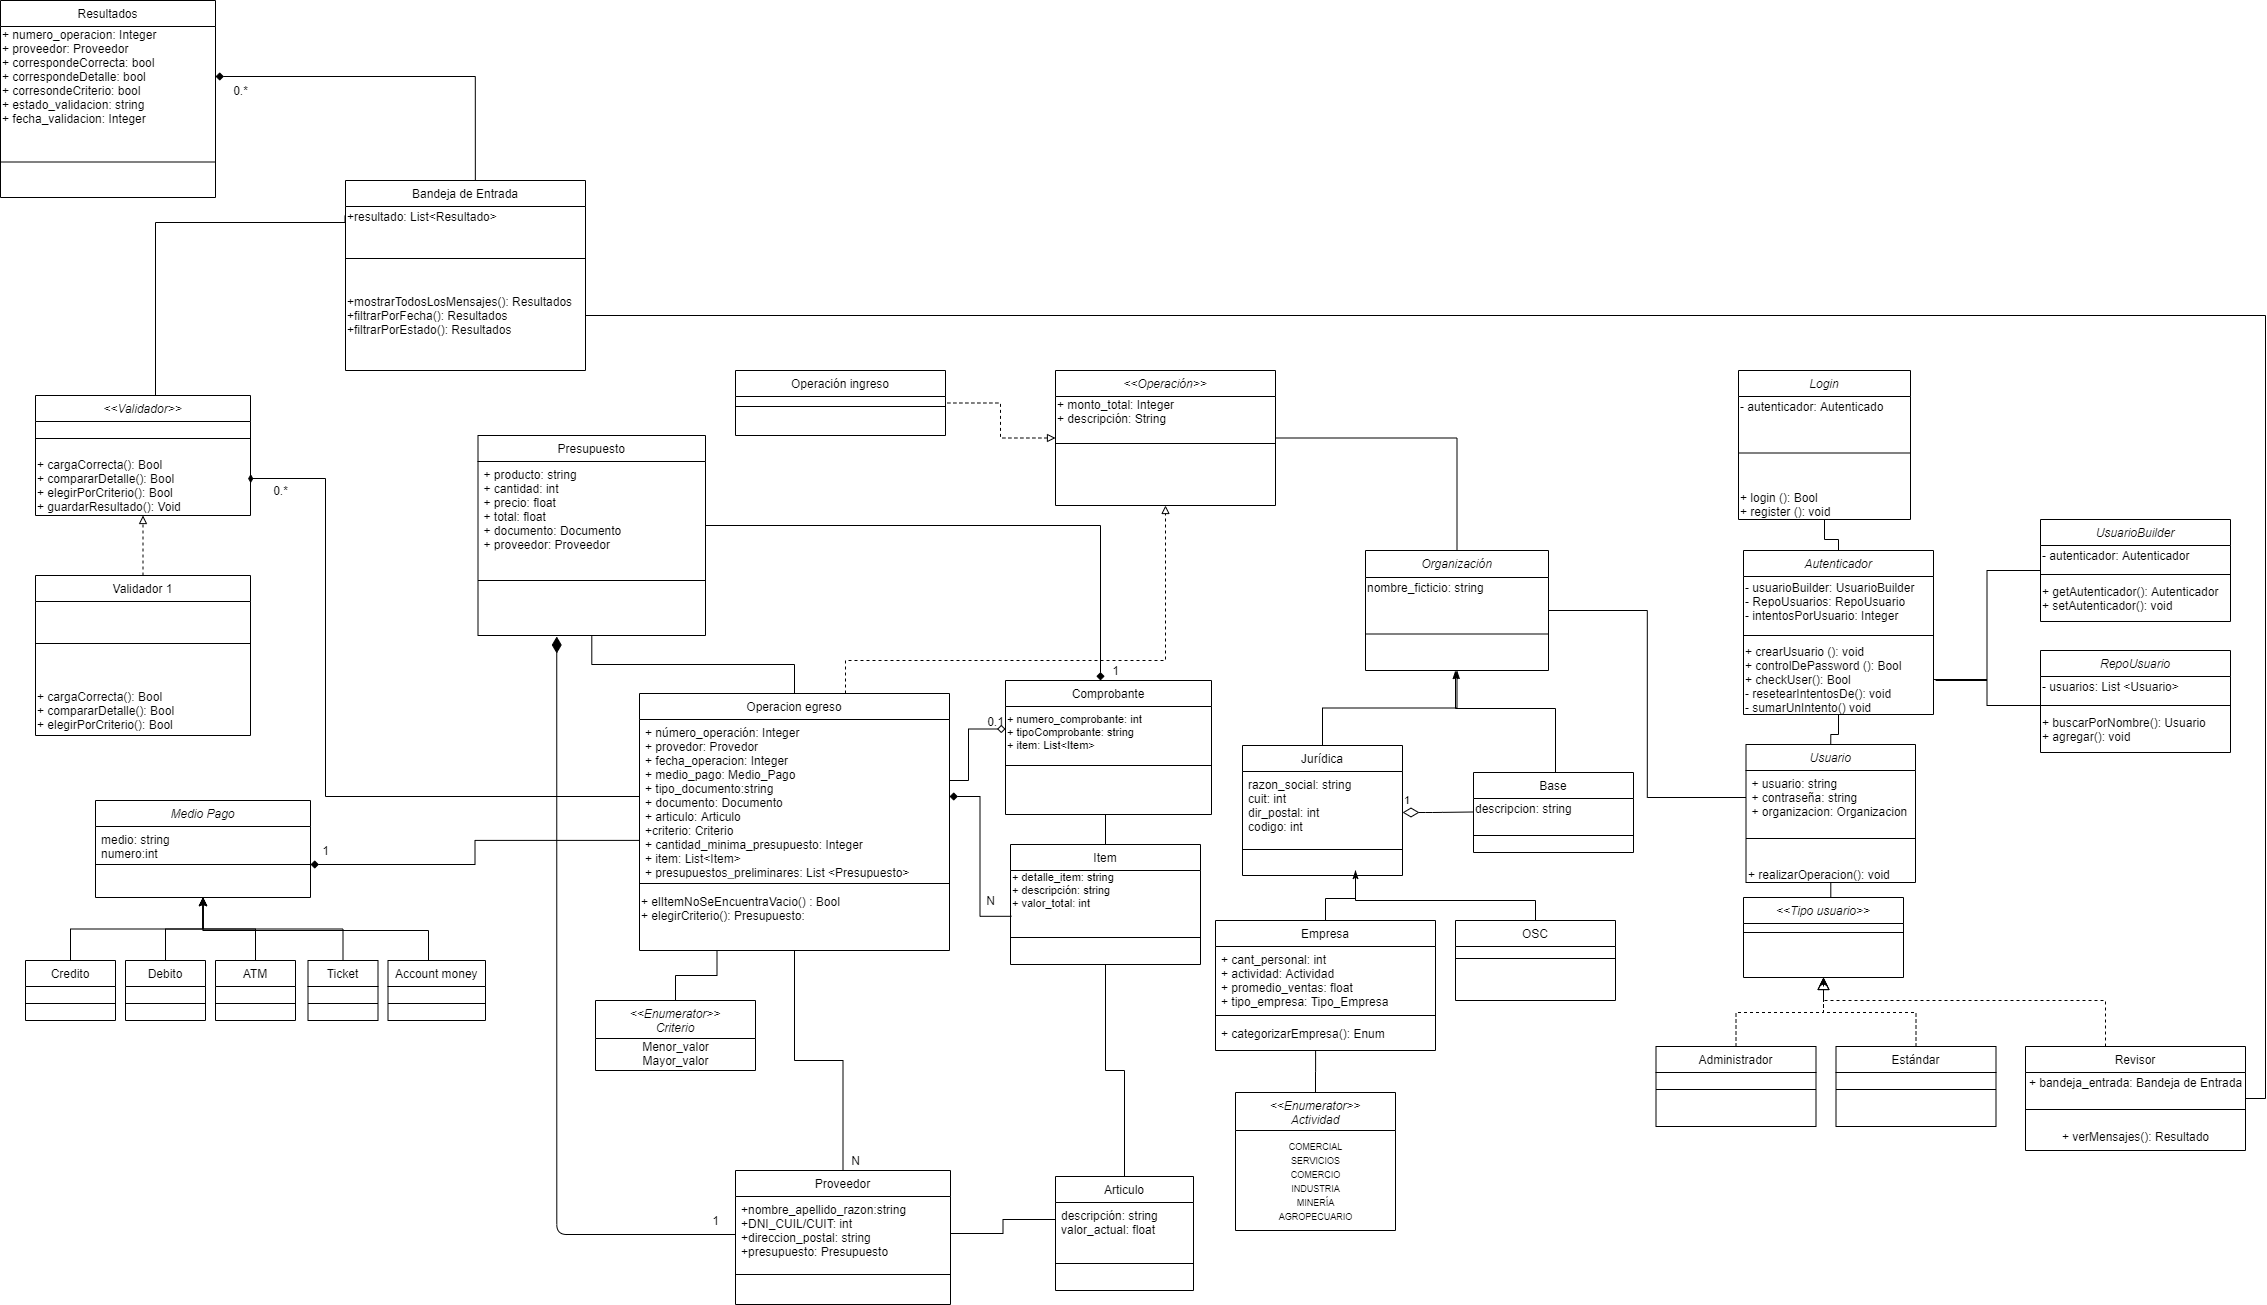 Resultados
+ numero_operacion: Integer
+ proveedor: Proveedor
+ correspondeCorrecta: bool
+ correspondeDetalle: bool
+ corresondeCriterio: bool
+ estado_validacion: string
+ fecha_validacion: Integer
0.*
Bandeja de Entrada
+resultado: List<Resultado>
+mostrarTodosLosMensajes(): Resultados
+filtrarPorFecha(): Resultados
+filtrarPorEstado(): Resultados
<<Validador>>
+ cargaCorrecta(): Bool
+ compararDetalle(): Bool
+ elegirPorCriterio(): Bool
+ guardarResultado(): Void
0.*
Validador 1
+ cargaCorrecta(): Bool
+ compararDetalle(): Bool
+ elegirPorCriterio(): Bool
Presupuesto
+ producto: string
+ cantidad: int
+ precio: float
+ total: float
+ documento: Documento
+ proveedor: Proveedor
Operación ingreso
<<Operación>>
+ monto_total: Integer
+ descripción: String
Login
- autenticador: Autenticado
+ login (): Bool
+ register (): void
Organización
nombre_ficticio: string
Autenticador
- usuarioBuilder: UsuarioBuilder
- RepoUsuarios: RepoUsuario
- intentosPorUsuario: Integer
+ crearUsuario (): void
+ controlDePassword (): Bool
+ checkUser(): Bool
- resetearIntentosDe(): void
- sumarUnIntento() void
UsuarioBuilder
- autenticador: Autenticador
+ getAutenticador(): Autenticador
+ setAutenticador(): void
RepoUsuario
- usuarios: List <Usuario>
+ buscarPorNombre(): Usuario
+ agregar(): void
Operacion egreso
+ número_operación: Integer
+ provedor: Provedor
+ fecha_operacion: Integer
+ medio_pago: Medio_Pago
+ tipo_documento:string
+ documento: Documento
+ articulo: Articulo
+criterio: Criterio
+ cantidad_minima_presupuesto: Integer
+ item: List<Item>
+ presupuestos_preliminares: List <Presupuesto>
+ elItemNoSeEncuentraVacio() : Bool
+ elegirCriterio(): Presupuesto:
1
0.1
N
Comprobante
+ numero_comprobante: int
+ tipoComprobante: string
+ item: List<Item>
Item
+ detalle_item: string
+ descripción: string
+ valor_total: int
Jurídica
razon_social: string
cuit: int
dir_postal: int
codigo: int
1
Base
descripcion: string
Usuario
+ usuario: string
+ contraseña: string
+ organizacion: Organizacion
+ realizarOperacion(): void
<<Tipo usuario>>
Medio Pago
medio: string
numero:int
1
Credito
Debito
ATM
Ticket
Account money
<<Enumerator>>
Criterio
Menor_valor
Mayor_valor
Empresa
+ cant_personal: int
+ actividad: Actividad
+ promedio_ventas: float
+ tipo_empresa: Tipo_Empresa
+ categorizarEmpresa(): Enum
OSC
Administrador
Estándar
Revisor
+ bandeja_entrada: Bandeja de Entrada
+ verMensajes(): Resultado
<<Enumerator>>
Actividad
COMERCIAL
SERVICIOS
COMERCIO
INDUSTRIA
MINERÍA
AGROPECUARIO
N
1
Proveedor
+nombre_apellido_razon:string
+DNI_CUIL/CUIT: int
+direccion_postal: string
+presupuesto: Presupuesto
Articulo
descripción: string
valor_actual: float